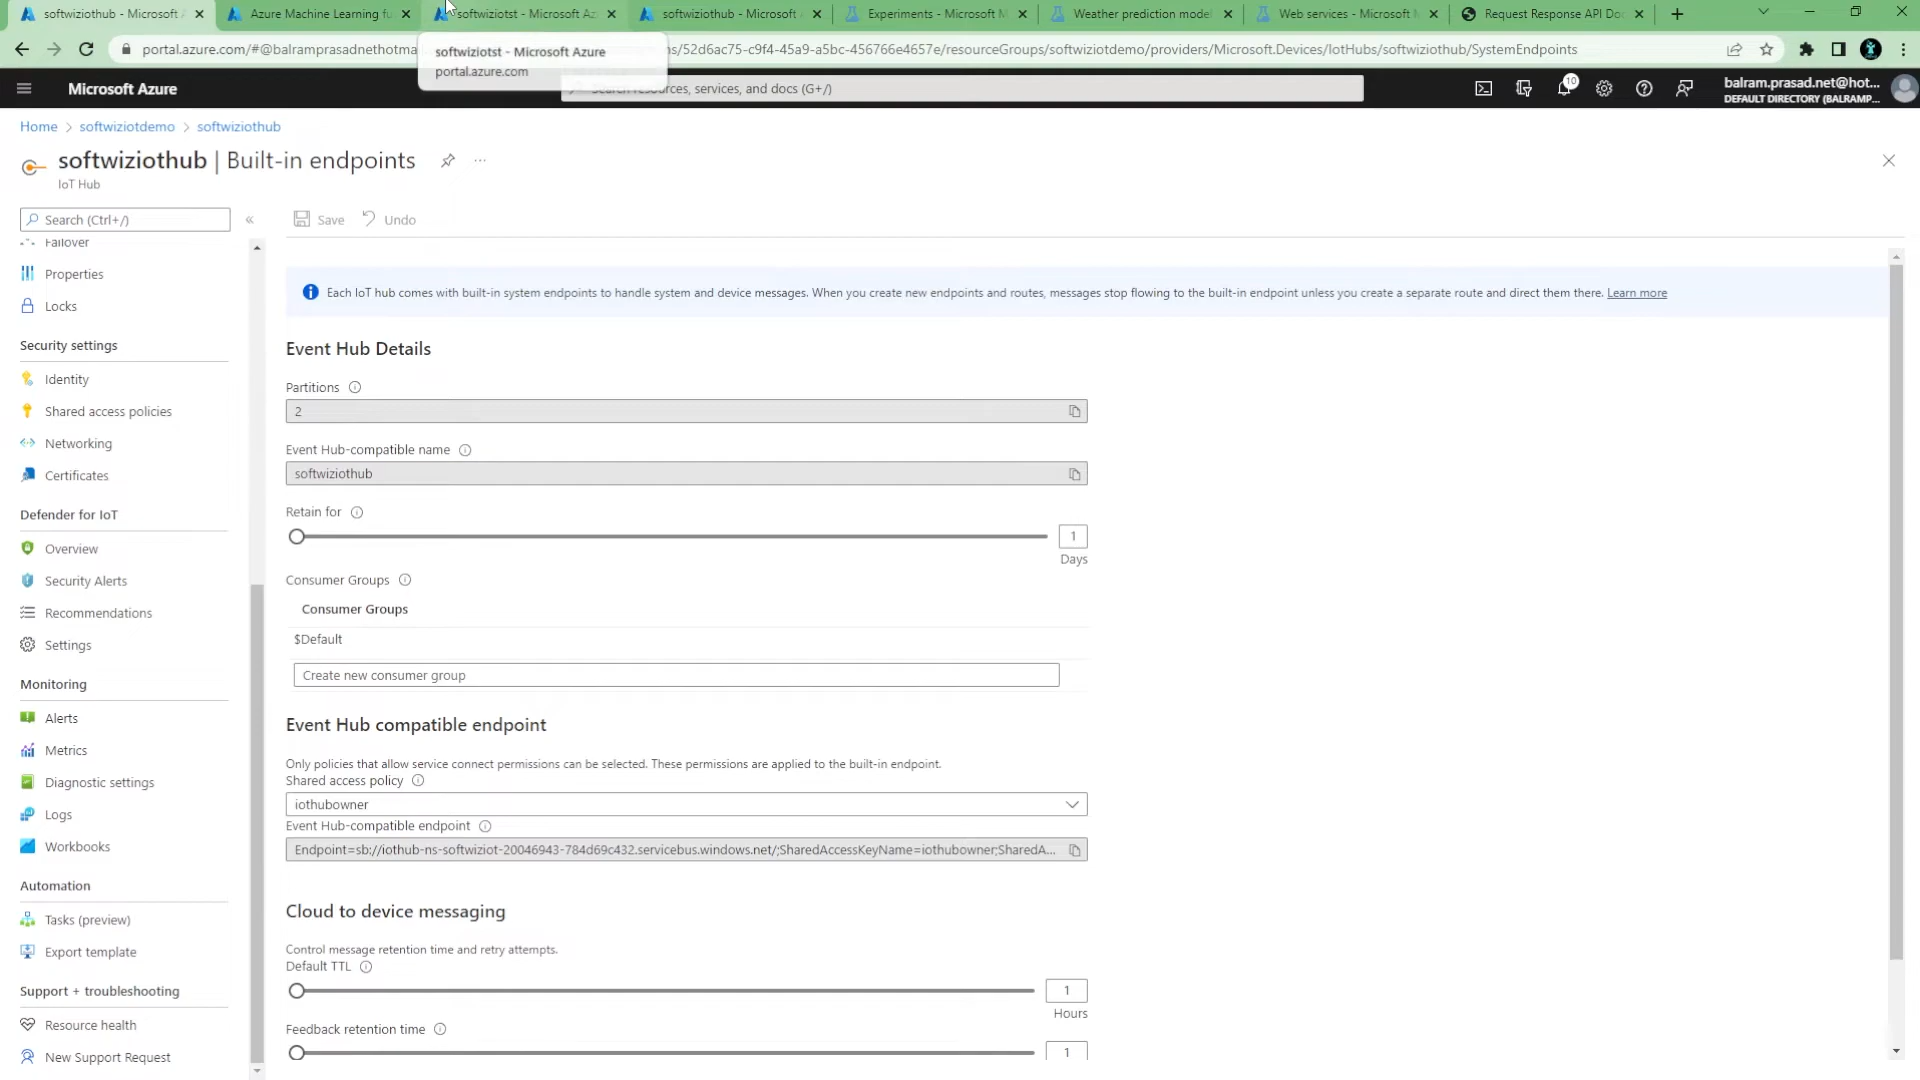 softwiziothub - Microsoft A
Azure Machine Learning fu
softwiziotst - Microsoft Az
softwiziothub - Microsoft A
Experiments - Microsoft M
Weather prediction model
Web services - Microsoft M
Request Response API Do
portal.azure.com/#@balramprasadnethotma
ns/52d6ac75-c9f4-45a9-a5bc-456766e4657e/resourceGroups/softwiziotdemo/providers/Microsoft.Devices/IotHubs/softwiziothub/SystemEndpoints
softwiziotst - Microsoft Azure
portal.azure.com
Microsoft Azure
Search resources, services, and docs (G+/)
10
balram.prasad.net@hot...
DEFAULT DIRECTORY (BALRAMP...
Home > softwiziotdemo > softwiziothub
softwiziothub | Built-in endpoints
IoT Hub
Search (Ctrl+/)
Save
Undo
Failover
Properties
Locks
Security settings
Identity
Shared access policies
Networking
Certificates
Defender for IoT
Overview
Security Alerts
Recommendations
Settings
Monitoring
Alerts
Metrics
Diagnostic settings
Logs
Workbooks
Automation
Tasks (preview)
Export template
Support + troubleshooting
Resource health
New Support Request
Each IoT hub comes with built-in system endpoints to handle system and device messages. When you create new endpoints and routes, messages stop flowing to the built-in endpoint unless you create a separate route and direct them there. Learn more
Event Hub Details
Partitions
2
Event Hub-compatible name
softwiziothub
Retain for
1
Days
Consumer Groups
Consumer Groups
$Default
Create new consumer group
Event Hub compatible endpoint
Only policies that allow service connect permissions can be selected. These permissions are applied to the built-in endpoint.
Shared access policy
iothubowner
Event Hub-compatible endpoint
Endpoint=sb://iothub-ns-softwiziot-20046943-784d69c432.servicebus.windows.net/;SharedAccessKeyName=iothubowner;SharedA...
Cloud to device messaging
Control message retention time and retry attempts.
Default TTL
1
Hours
Feedback retention time
1